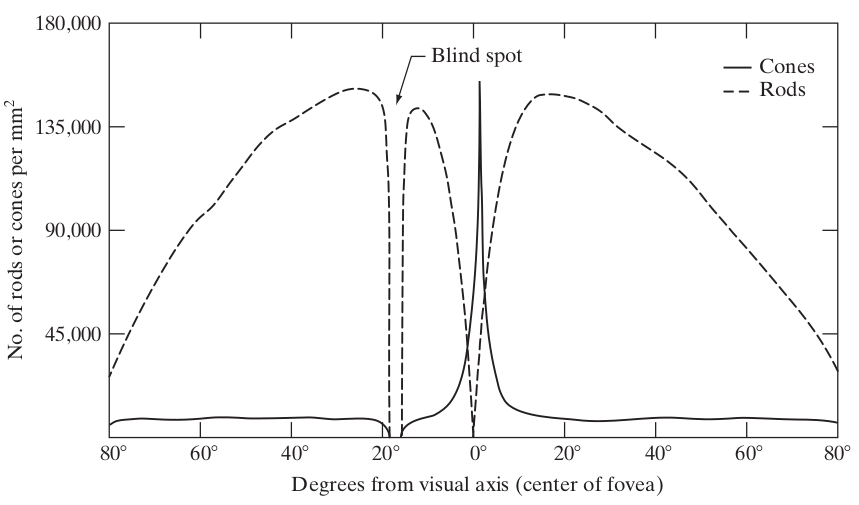 180,000
Blind spot
Cones
Rods
135,000
90,000
45,000
No. of rods or cones per mm²
80° 60° 40° 20° 0° 20° 40° 60° 80°
Degrees from visual axis (center of fovea)